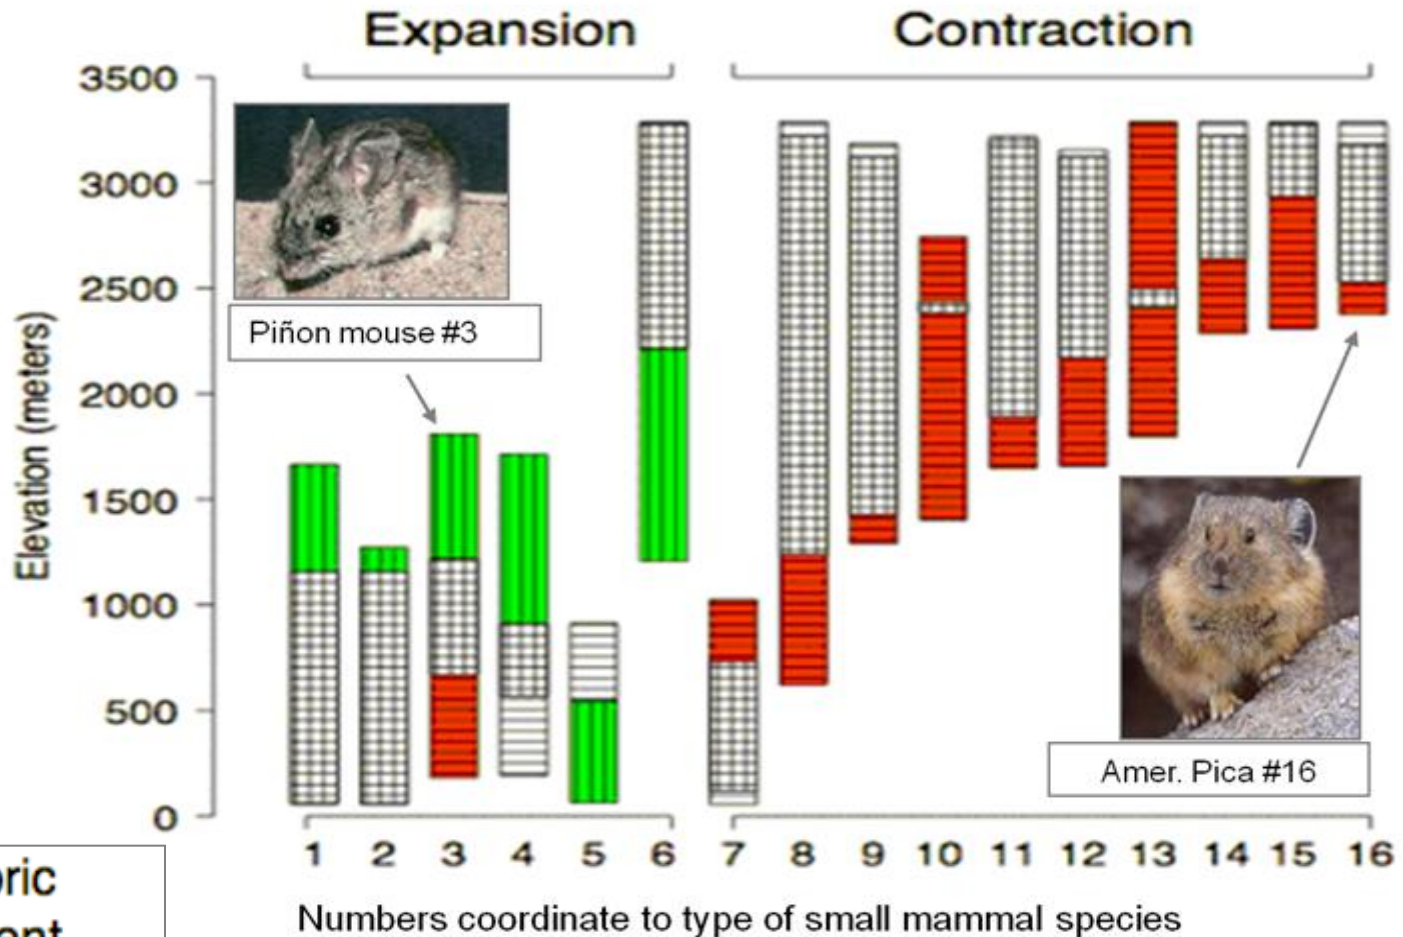 Expansion
Contraction
3500
3000
2500
2000
1500
1000
500
0
Elevation (meters)
Piñon mouse #3
Amer. Pica #16
1 2 3 4 5 6 7 8 9 10 11 12 13 14 15 16
Numbers coordinate to type of small mammal species